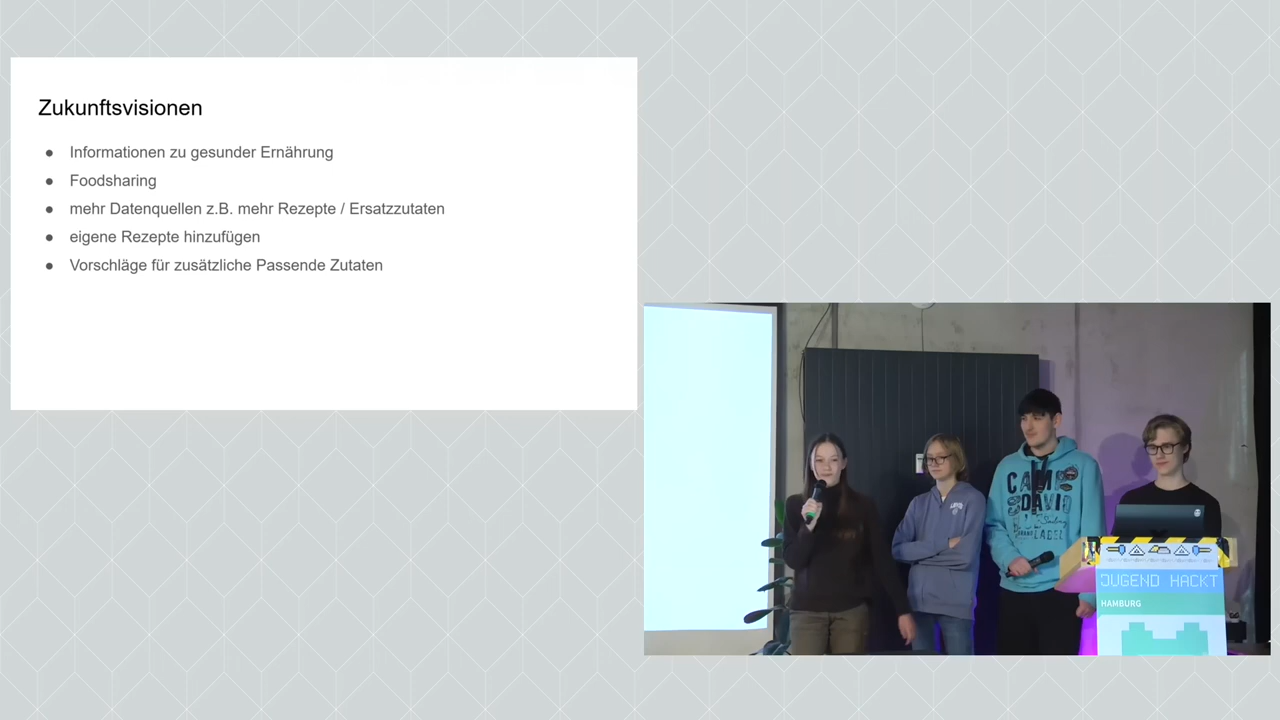 Zukunftsvisionen
● Informationen zu gesunder Ernährung
● Foodsharing
● mehr Datenquellen z.B. mehr Rezepte / Ersatzzutaten
● eigene Rezepte hinzufügen
● Vorschläge für zusätzliche Passende Zutaten
CAMP
DAVID
LABEL
JUGEND HACKT
HAMBURG